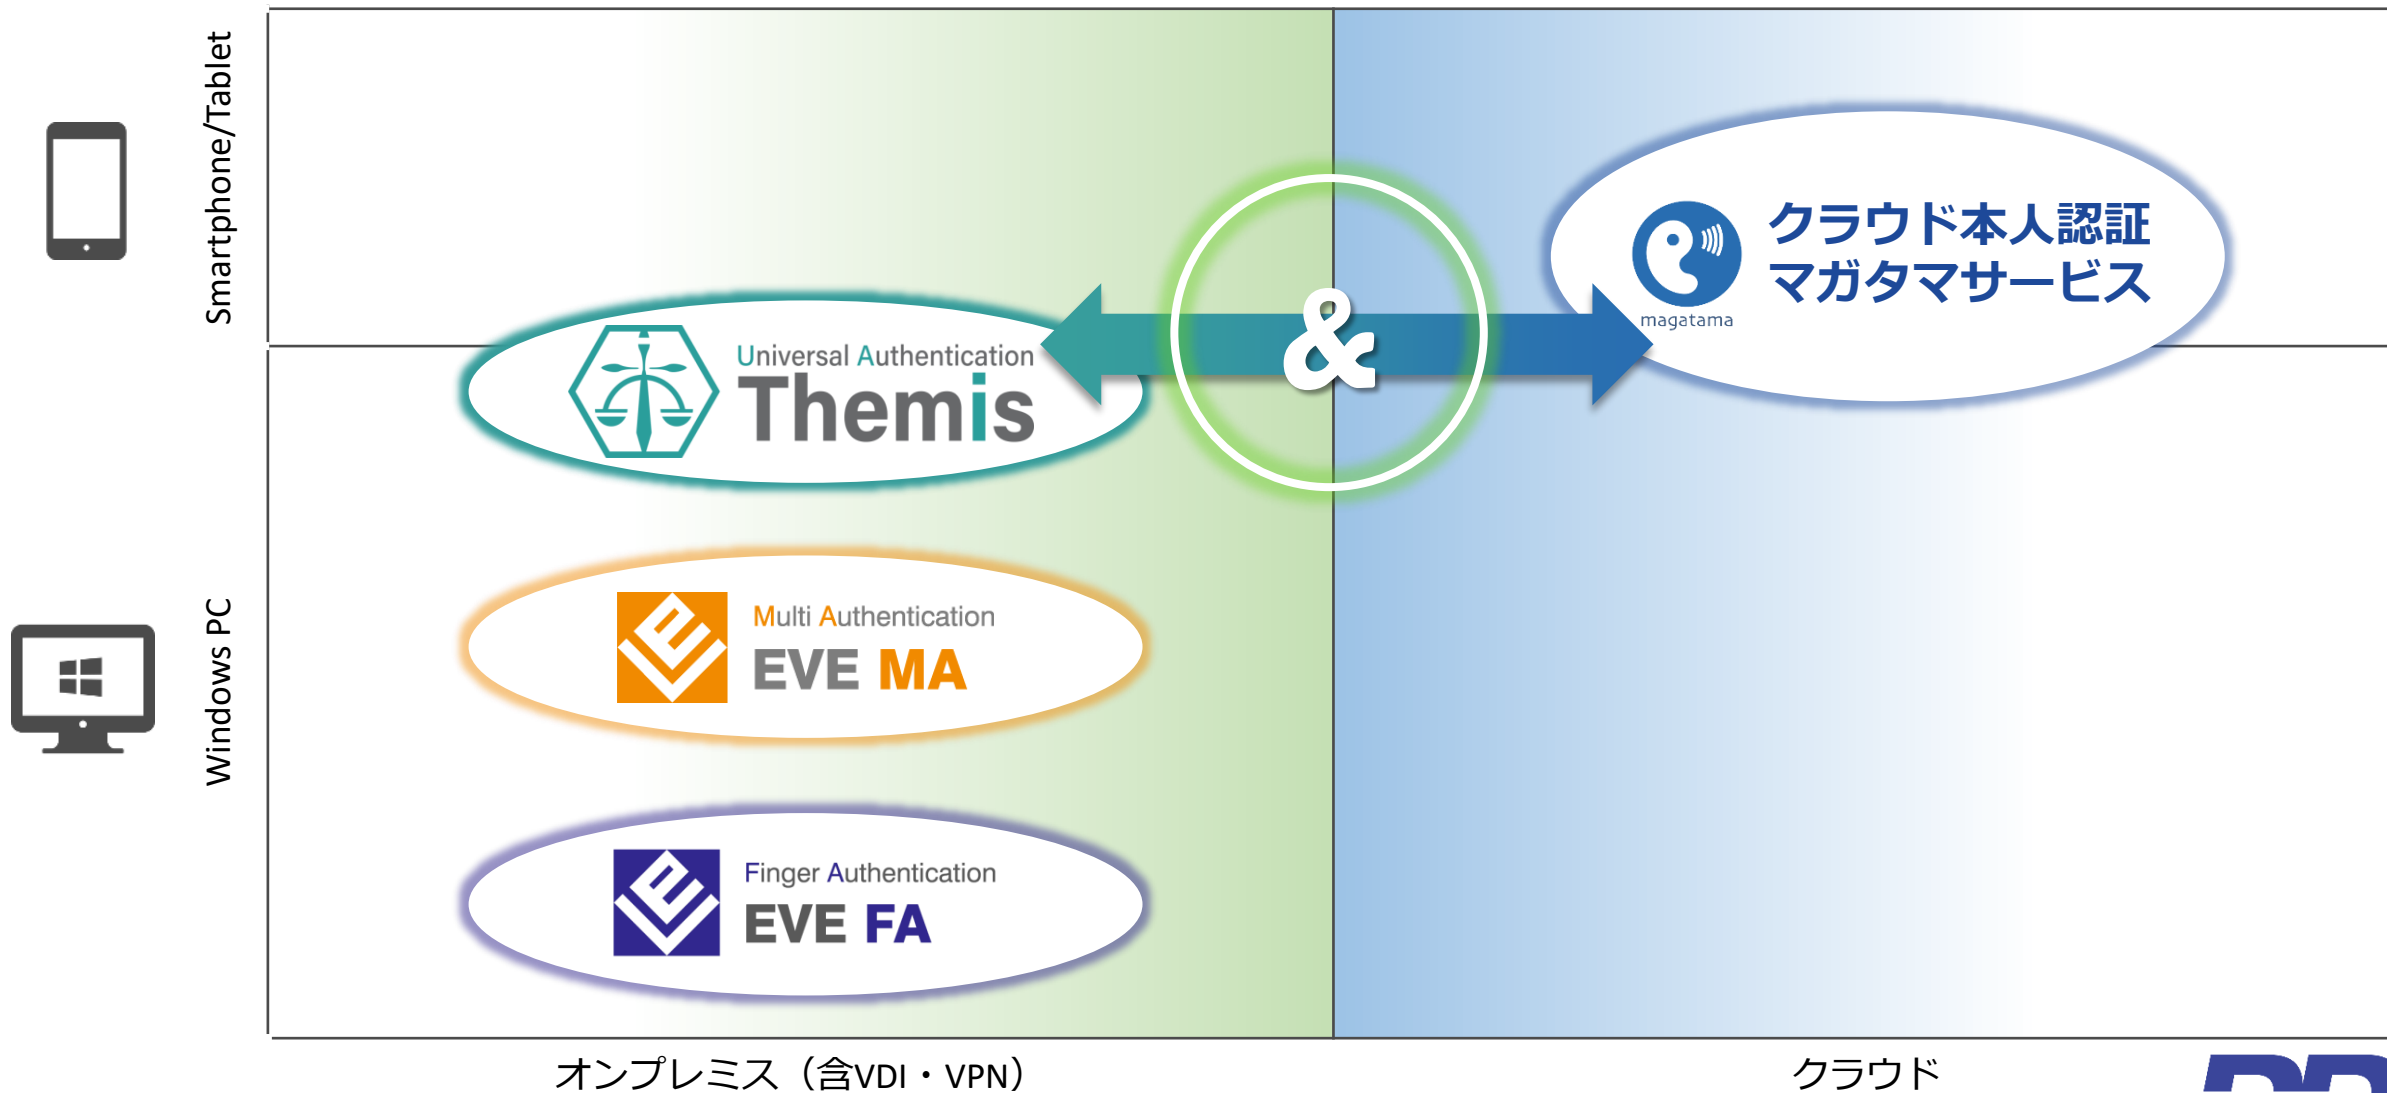 Smartphone/Tablet
クラウド本人認証
マガタマサービス
magatama
&
Universal Authentication
Themis
Windows PC
Multi Authentication
EVE MA
Finger Authentication
EVE FA
オンプレミス（含VDI・VPN）
クラウド